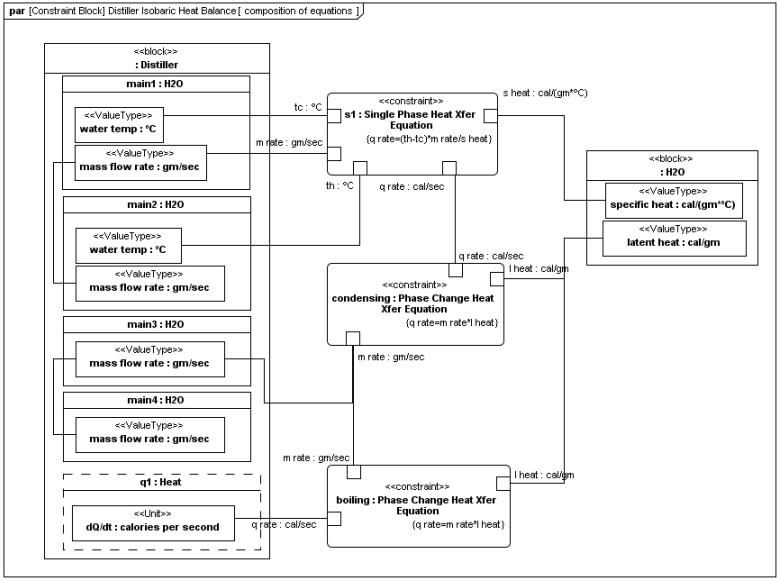 par [Constraint Block] Distiller Isobaric Heat Balance [ composition of equations ]
<<block>>
: Distiller
main1 : H2O
<<ValueType>>
water temp : °C
<<ValueType>>
mass flow rate : gm/sec
main2 : H2O
<<ValueType>>
water temp : °C
<<ValueType>>
mass flow rate : gm/sec
main3 : H2O
<<ValueType>>
mass flow rate : gm/sec
main4 : H2O
<<ValueType>>
mass flow rate : gm/sec
q1 : Heat
<<Unit>>
dQ/dt : calories per second
tc : °C
m rate : gm/sec
th : °C
q rate : cal/sec
s heat : cal/(gm*°C)
<<constraint>>
s1 : Single Phase Heat Xfer
Equation
{q rate=(th-tc)*m rate/s heat}
q rate : cal/sec
l heat : cal/gm
<<constraint>>
condensing : Phase Change Heat
Xfer Equation
{q rate=m rate*l heat}
m rate : gm/sec
m rate : gm/sec
l heat : cal/gm
<<constraint>>
boiling : Phase Change Heat Xfer
Equation
{q rate=m rate*l heat}
q rate : cal/sec
<<block>>
: H2O
<<ValueType>>
specific heat : cal/(gm*°C)
<<ValueType>>
latent heat : cal/gm